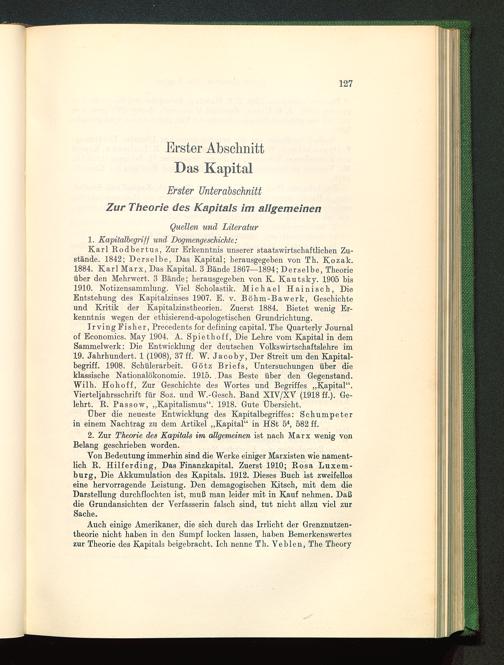 127
Erster Abschnitt
Das Kapital
Erster Unterabschnitt
Zur Theorie des Kapitals im allgemeinen
Quellen und Literatur
1. Kapitalbegriff und Dogmengeschichte:
Karl Rodbertus, Zur Erkenntnis unserer staatswirtschaftlichen Zu-
stände. 1842; Derselbe, Das Kapital; herausgegeben von Th. Kozak.
1884. Karl Marx, Das Kapital. 3 Bände 1867—1894; Derselbe, Theorie
über den Mehrwert. 3 Bände; herausgegeben von K. Kautsky. 1905 bis
1910. Notizensammlung. Viel Scholastik. Michael Hainisch, Die
Entstehung des Kapitalzinses 1907. E. v. Böhm-Bawerk, Geschichte
und Kritik der Kapitalzinstheorien. Zuerst 1884. Bietet wenig Er-
kenntnis wegen der ethisierend-apologetischen Grundrichtung.
Irving Fisher, Precedents for defining capital. The Quarterly Journal
of Economics. May 1904. A. Spiethoff, Die Lehre vom Kapital in dem
Sammelwerk: Die Entwicklung der deutschen Volkswirtschaftslehre im
19. Jahrhundert. 1 (1908), 37 ff. W. Jacoby, Der Streit um den Kapital-
begriff. 1908. Schülerarbeit. Götz Briefs, Untersuchungen über die
klassische Nationalökonomie. 1915. Das Beste über den Gegenstand.
Wilh. Hohoff, Zur Geschichte des Wortes und Begriffes „Kapital“.
Vierteljahrsschrift für Soz. und W.-Gesch. Band XIV/XV (1918 ff.). Ge-
lehrt. R. Passow, „Kapitalismus“. 1918. Gute Übersicht.
Über die neueste Entwicklung des Kapitalbegriffes: Schumpeter
in einem Nachtrag zu dem Artikel „Kapital“ in HSt 5⁴, 582 ff.
2. Zur Theorie des Kapitals im allgemeinen ist nach Marx wenig von
Belang geschrieben worden.
Von Bedeutung immerhin sind die Werke einiger Marxisten wie nament-
lich R. Hilferding, Das Finanzkapital. Zuerst 1910; Rosa Luxem-
burg, Die Akkumulation des Kapitals. 1912. Dieses Buch ist zweifellos
eine hervorragende Leistung. Den demagogischen Kitsch, mit dem die
Darstellung durchflochten ist, muß man leider mit in Kauf nehmen. Daß
die Grundansichten der Verfasserin falsch sind, tut nicht allzu viel zur
Sache.
Auch einige Amerikaner, die sich durch das Irrlicht der Grenznutzen-
theorie nicht haben in den Sumpf locken lassen, haben Bemerkenswertes
zur Theorie des Kapitals beigebracht. Ich nenne Th. Veblen, The Theory